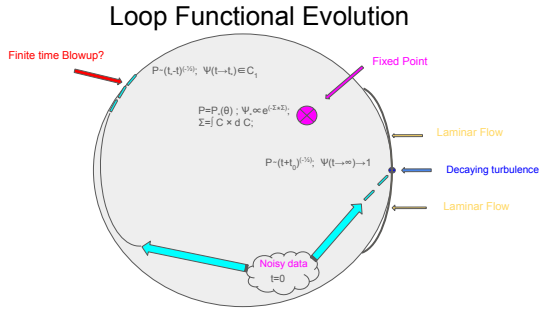 Loop Functional Evolution
Finite time Blowup?
P~(t*-t)^(-½); Ψ(t→t*)∈C₁
Fixed Point
P=P*(θ) ; Ψ*∝e^(-Σ×Σ);
Σ=∫ C × d C;
Laminar Flow
P~(t+t₀)^(-½); Ψ(t→∞)→1
Decaying turbulence
Laminar Flow
Noisy data
t=0